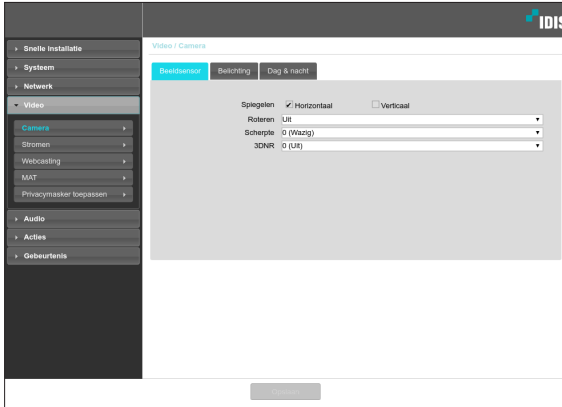 IDIS
Snelle Installatie
Video / Camera
Systeem
Beeldsensor Belichting Dag & nacht
Netwerk
Video
Spiegelen Horizontaal Verticaal
Roteren Uit
Scherpte 0 (Wazig)
3DNR 0 (Uit)
Camera
Stromen
Webcasting
MAT
Privacymasker toepassen
Audio
Acties
Gebeurtenis